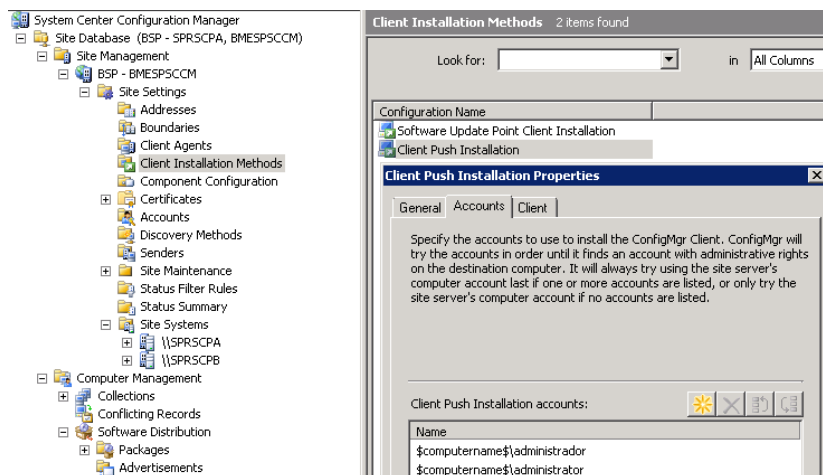 System Center Configuration Manager
Site Database (BSP - SPRSCPA, BMESPSCCM)
Site Management
BSP - BMESPSCCM
Site Settings
Addresses
Boundaries
Client Agents
Client Installation Methods
Component Configuration
Certificates
Accounts
Discovery Methods
Senders
Site Maintenance
Status Filter Rules
Status Summary
Site Systems
\\SPRSCPA
\\SPRSCPB
Computer Management
Collections
Conflicting Records
Software Distribution
Packages
Advertisements
Client Installation Methods 2 items found
Look for: in All Columns
Configuration Name
Software Update Point Client Installation
Client Push Installation
Client Push Installation Properties
General Accounts Client
Specify the accounts to use to install the ConfigMgr Client. ConfigMgr will
try the accounts in order until it finds an account with administrative rights
on the destination computer. It will always try using the site server's
computer account last if one or more accounts are listed, or only try the
site server's computer account if no accounts are listed.
Client Push Installation accounts:
Name
$computername$\administrador
$computername$\administrator